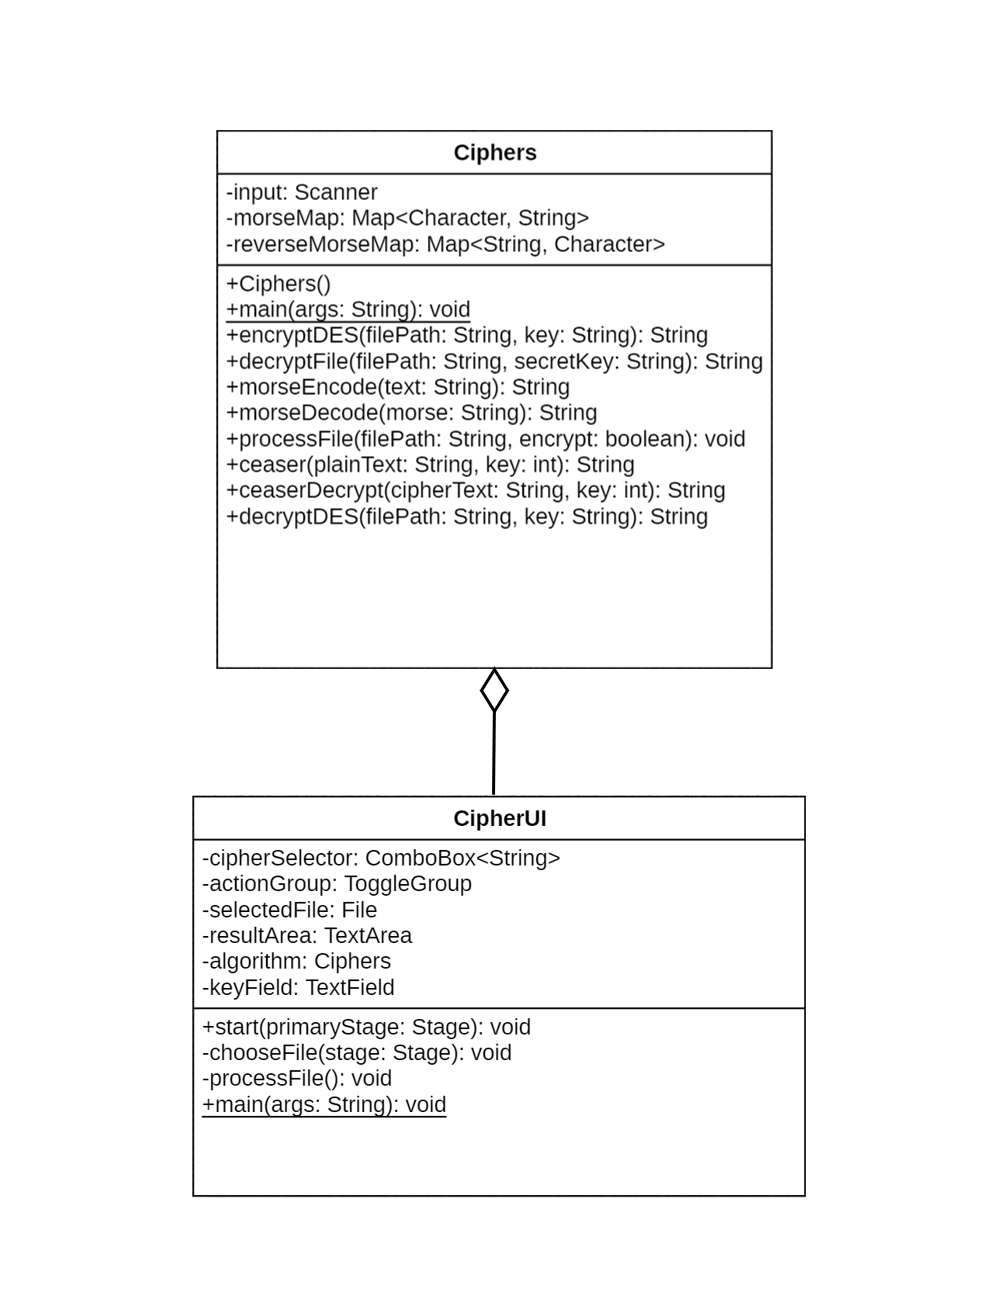 Ciphers
-input: Scanner
-morseMap: Map<Character, String>
-reverseMorseMap: Map<String, Character>
+Ciphers()
+main(args: String): void
+encryptDES(filePath: String, key: String): String
+decryptFile(filePath: String, secretKey: String): String
+morseEncode(text: String): String
+morseDecode(morse: String): String
+processFile(filePath: String, encrypt: boolean): void
+ceaser(plainText: String, key: int): String
+ceaserDecrypt(cipherText: String, key: int): String
+decryptDES(filePath: String, key: String): String
CipherUI
-cipherSelector: ComboBox<String>
-actionGroup: ToggleGroup
-selectedFile: File
-resultArea: TextArea
-algorithm: Ciphers
-keyField: TextField
+start(primaryStage: Stage): void
-chooseFile(stage: Stage): void
-processFile(): void
+main(args: String): void